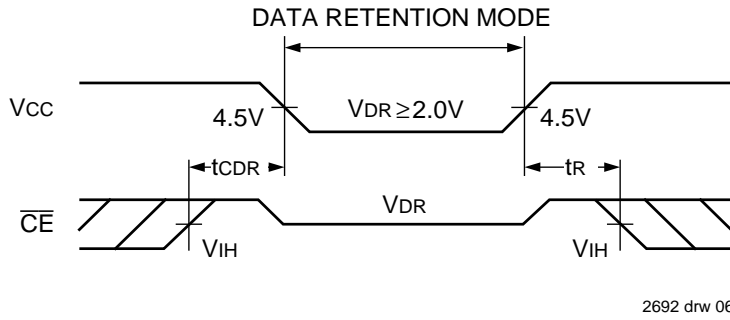 DATA RETENTION MODE
VCC
4.5V
VDR ≥ 2.0V
4.5V
tCDR
tR
CE
VDR
VIH
VIH
2692 drw 06